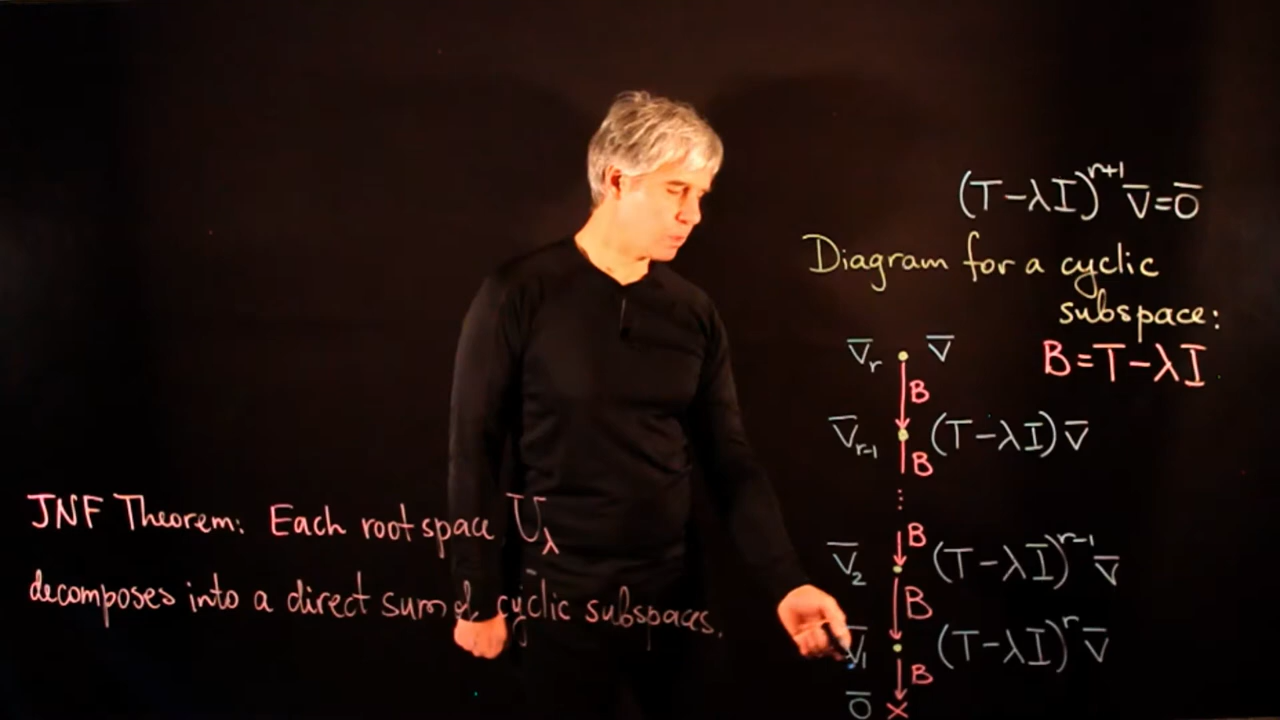 (T-λI)^{r+1} v̄=0̄
Diagram for a cyclic
subspace:
B=T-λI
v̄_r v̄
B
v̄_{r-1} (T-λI)v̄
B
⋮
B
v̄_2 (T-λI)^{r-1} v̄
B
v̄_1 (T-λI)^r v̄
B
0̄ ×
JNF Theorem: Each root space U_λ
decomposes into a direct sum of cyclic subspaces.